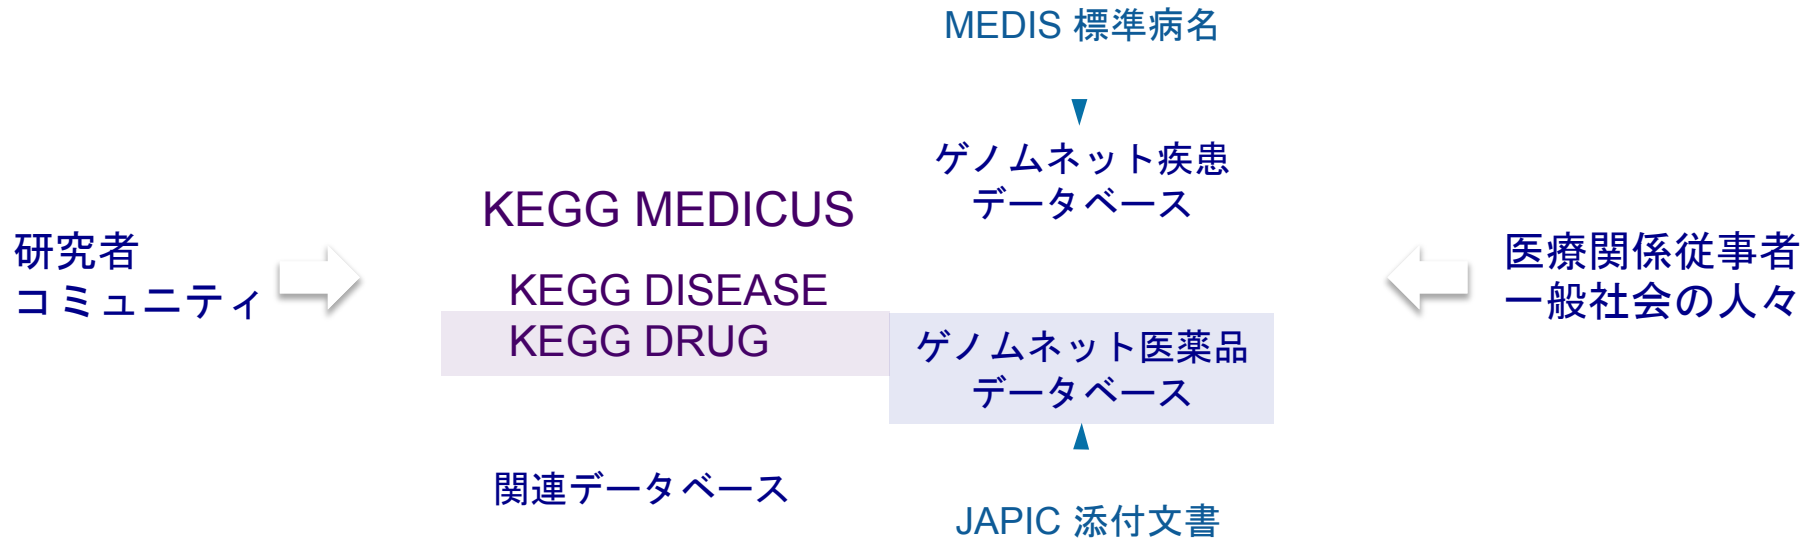 MEDIS 標準病名
ゲノムネット疾患
データベース
KEGG MEDICUS
研究者
コミュニティ
医療関係従事者
一般社会の人々
KEGG DISEASE
KEGG DRUG
ゲノムネット医薬品
データベース
関連データベース
JAPIC 添付文書